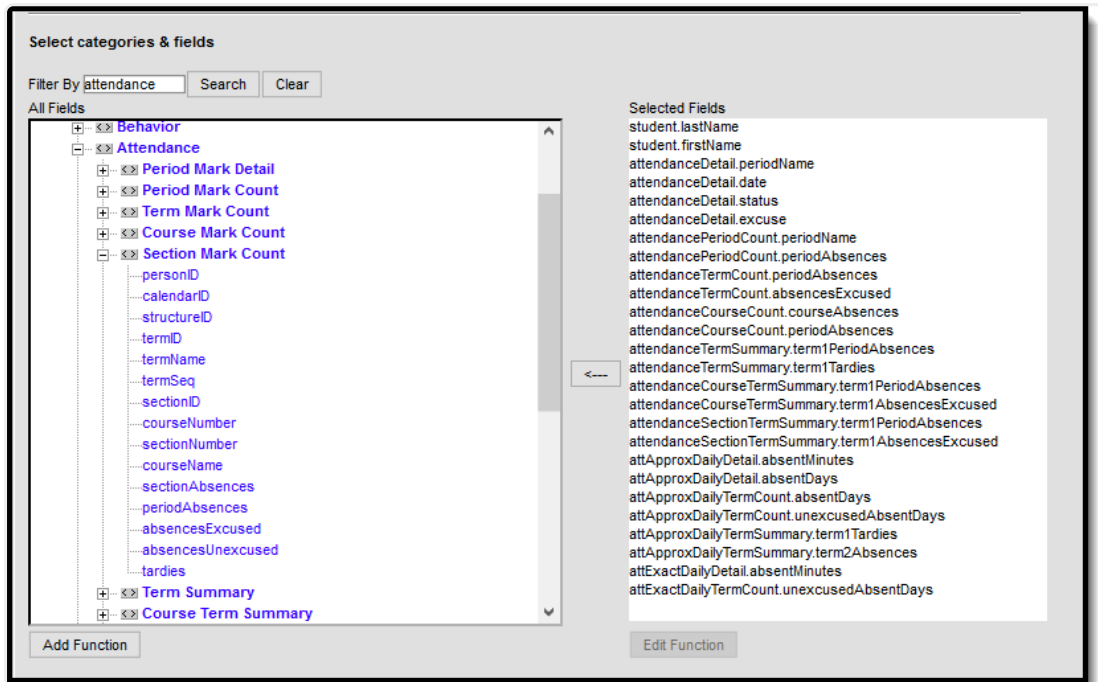 Select categories & fields
Filter By attendance Search Clear
All Fields
Behavior
Attendance
Period Mark Detail
Period Mark Count
Term Mark Count
Course Mark Count
Section Mark Count
personID
calendarID
structureID
termID
termName
termSeq
sectionID
courseNumber
sectionNumber
courseName
sectionAbsences
periodAbsences
absencesExcused
absencesUnexcused
tardies
Term Summary
Course Term Summary
Add Function
<---
Selected Fields
student.lastName
student.firstName
attendanceDetail.periodName
attendanceDetail.date
attendanceDetail.status
attendanceDetail.excuse
attendancePeriodCount.periodName
attendancePeriodCount.periodAbsences
attendanceTermCount.periodAbsences
attendanceTermCount.absencesExcused
attendanceCourseCount.courseAbsences
attendanceCourseCount.periodAbsences
attendanceTermSummary.term1PeriodAbsences
attendanceTermSummary.term1Tardies
attendanceCourseTermSummary.term1PeriodAbsences
attendanceCourseTermSummary.term1AbsencesExcused
attendanceSectionTermSummary.term1PeriodAbsences
attendanceSectionTermSummary.term1AbsencesExcused
attApproxDailyDetail.absentMinutes
attApproxDailyDetail.absentDays
attApproxDailyTermCount.absentDays
attApproxDailyTermCount.unexcusedAbsentDays
attApproxDailyTermSummary.term1Tardies
attApproxDailyTermSummary.term2Absences
attExactDailyDetail.absentMinutes
attExactDailyTermCount.unexcusedAbsentDays
Edit Function